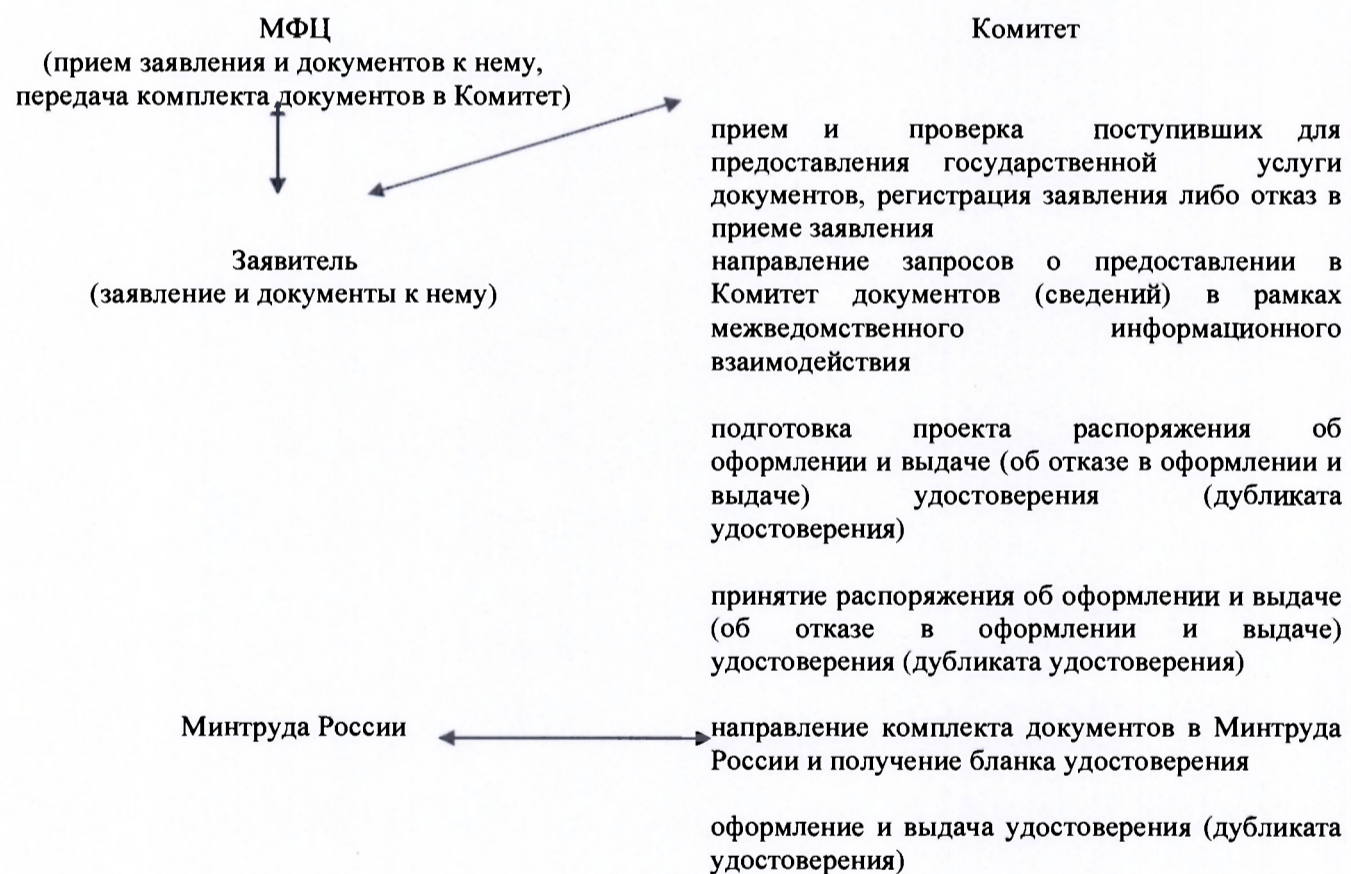 МФЦ
(прием заявления и документов к нему,
передача комплекта документов в Комитет)
Заявитель
(заявление и документы к нему)
Минтруда России
Комитет
прием и проверка поступивших для
предоставления государственной услуги
документов, регистрация заявления либо отказ в
приеме заявления
направление запросов о предоставлении в
Комитет документов (сведений) в рамках
межведомственного информационного
взаимодействия
подготовка проекта распоряжения об
оформлении и выдаче (об отказе в оформлении и
выдаче) удостоверения (дубликата
удостоверения)
принятие распоряжения об оформлении и выдаче
(об отказе в оформлении и выдаче)
удостоверения (дубликата удостоверения)
направление комплекта документов в Минтруда
России и получение бланка удостоверения
оформление и выдача удостоверения (дубликата
удостоверения)